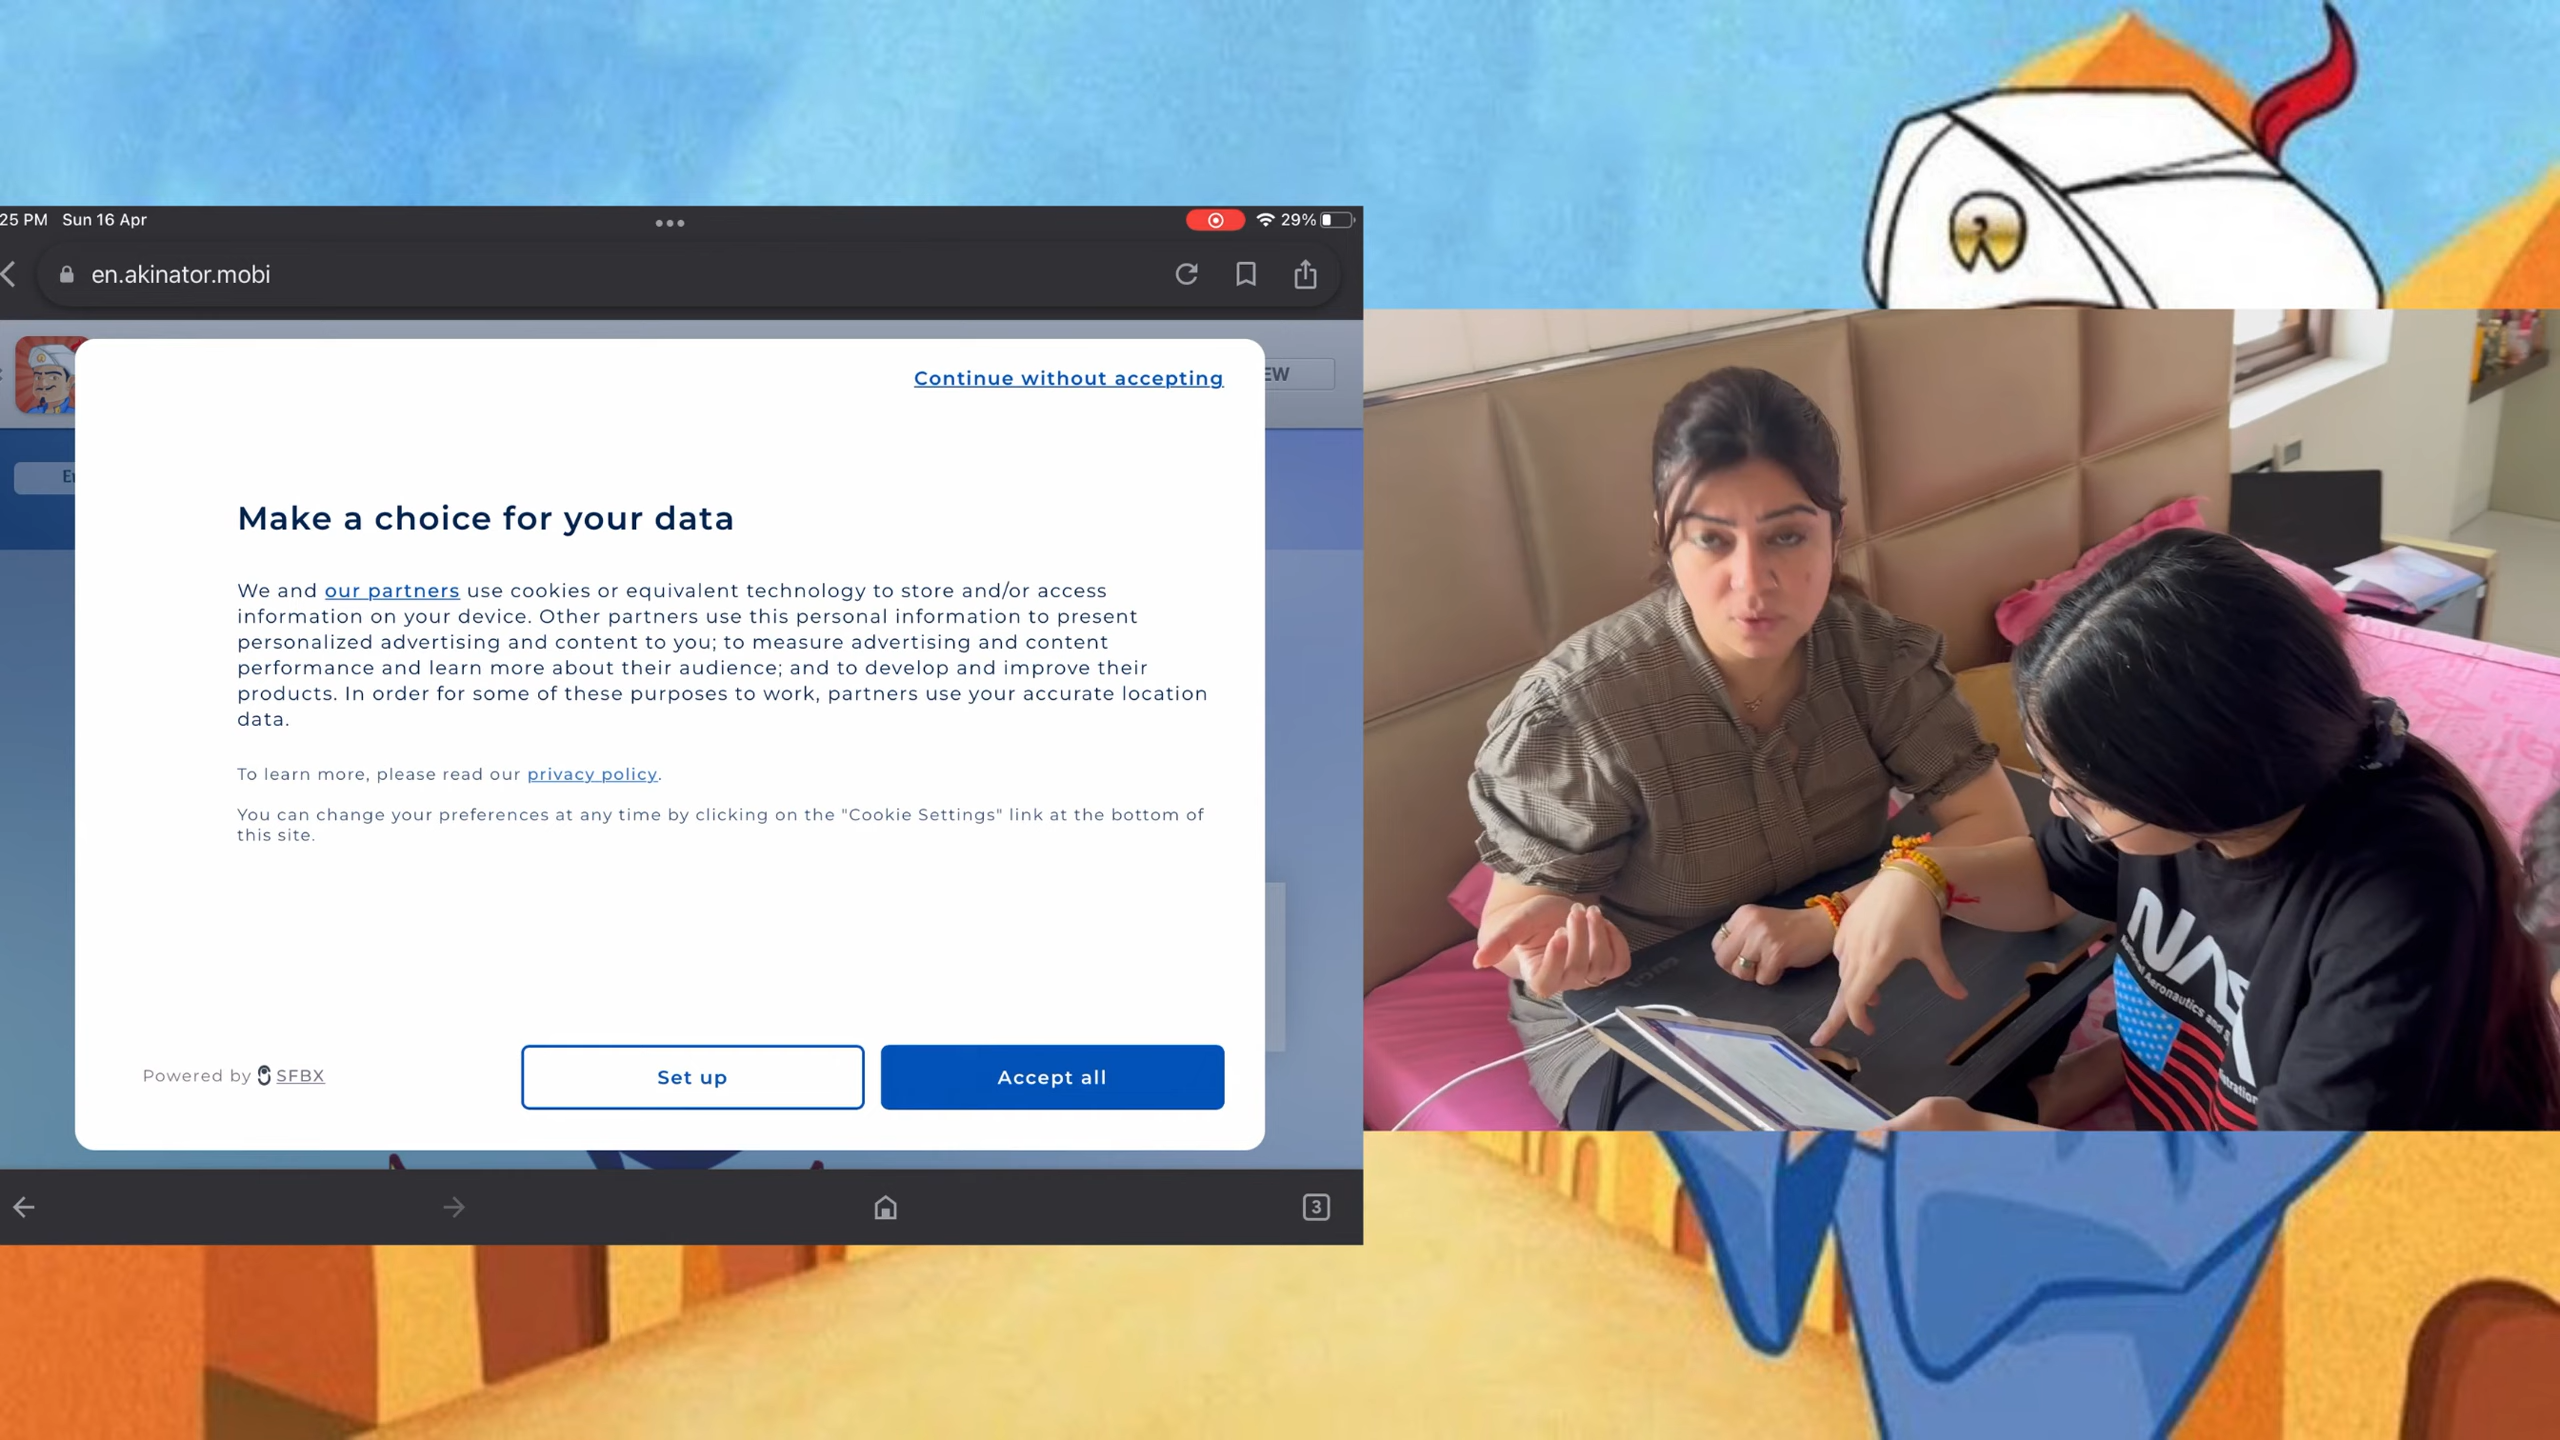 25 PM Sun 16 Apr
29%
en.akinator.mobi
EW
Continue without accepting
Make a choice for your data
We and our partners use cookies or equivalent technology to store and/or access
information on your device. Other partners use this personal information to present
personalized advertising and content to you; to measure advertising and content
performance and learn more about their audience; and to develop and improve their
products. In order for some of these purposes to work, partners use your accurate location
data.
To learn more, please read our privacy policy.
You can change your preferences at any time by clicking on the "Cookie Settings" link at the bottom of
this site.
Powered by SFBX
Set up
Accept all
3
NAS
National Aeronautics and